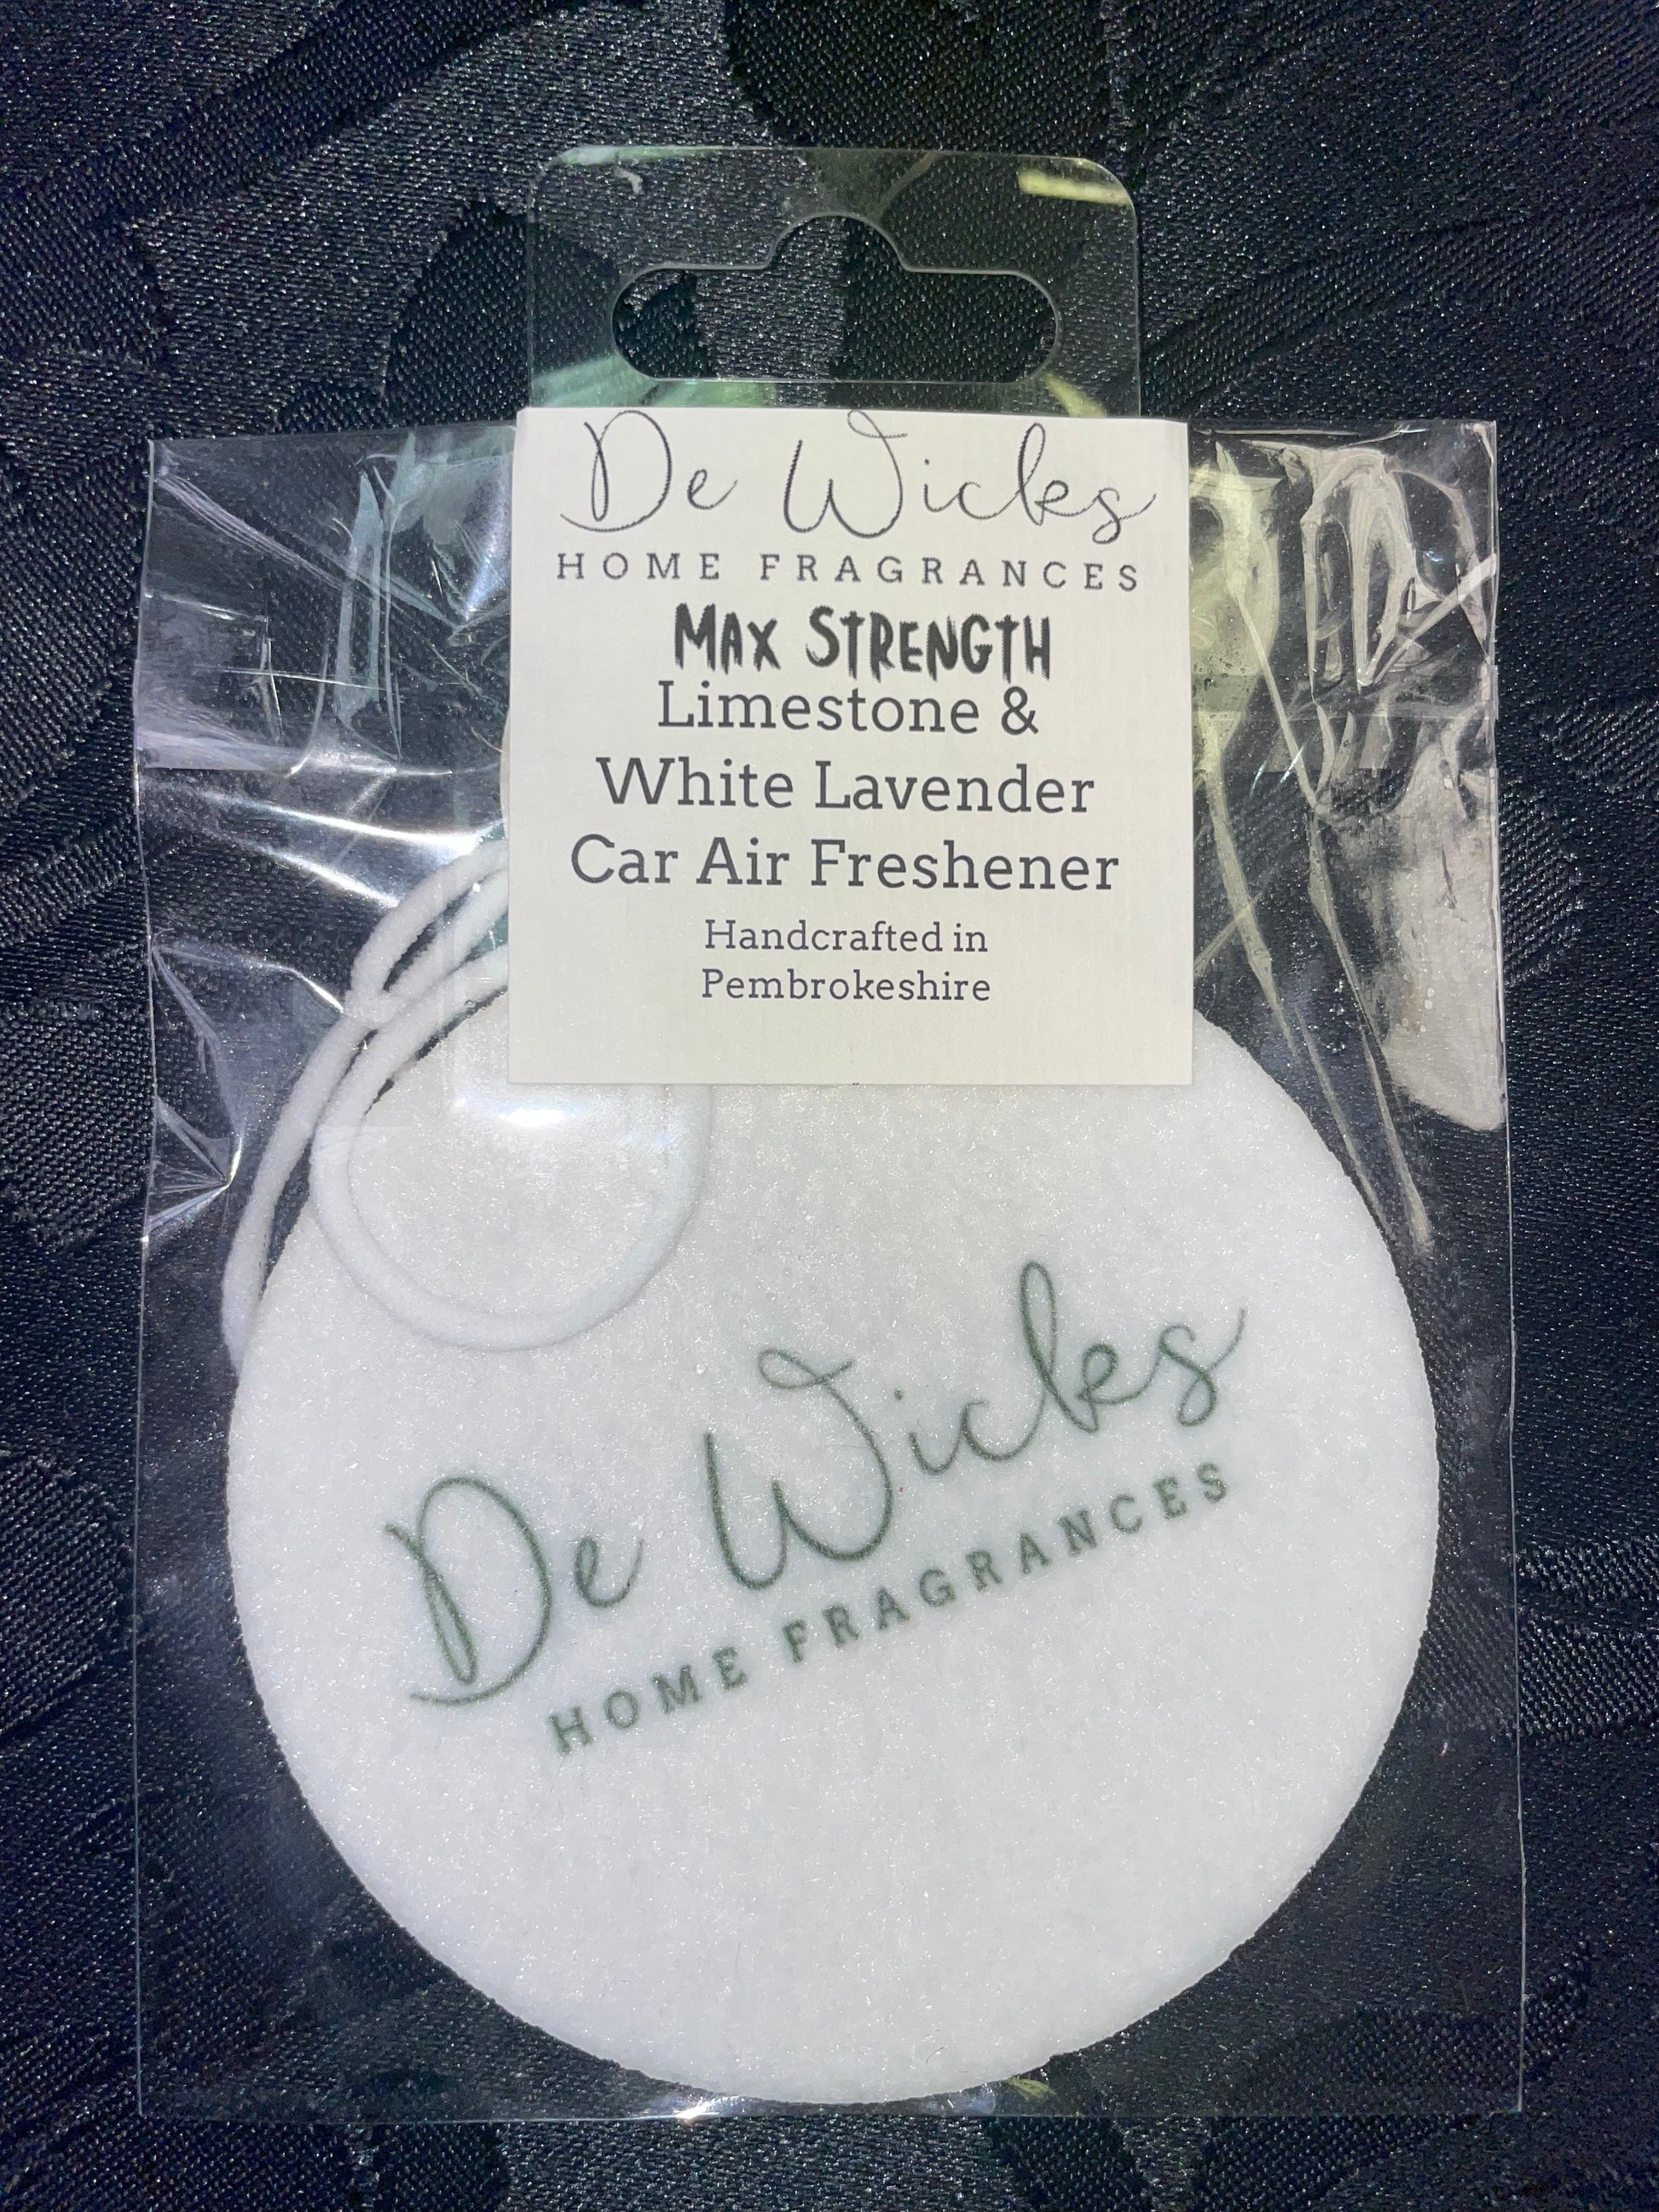 De Wicks
HOME FRAGRANCES
MAX STRENGTH
Limestone &
White Lavender
Car Air Freshener
Handcrafted in
Pembrokeshire
De Wicks
HOME FRAGRANCES